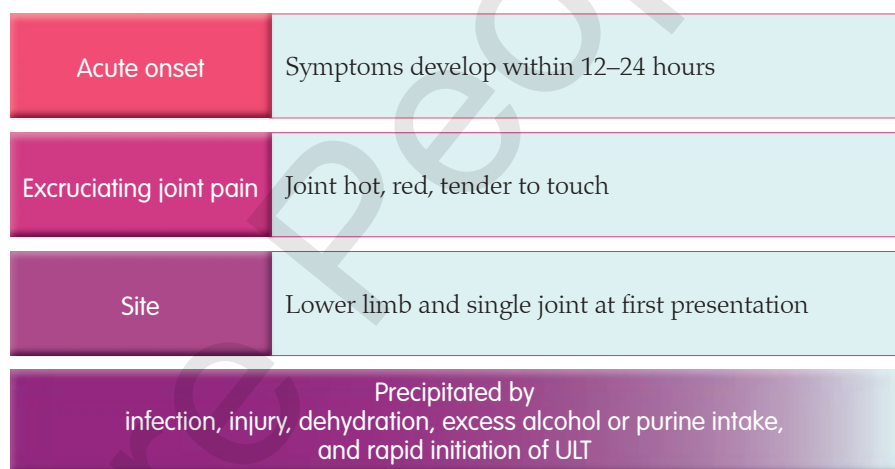 Acute onset
Symptoms develop within 12–24 hours
Excruciating joint pain
Joint hot, red, tender to touch
Site
Lower limb and single joint at first presentation
Precipitated by
infection, injury, dehydration, excess alcohol or purine intake,
and rapid initiation of ULT